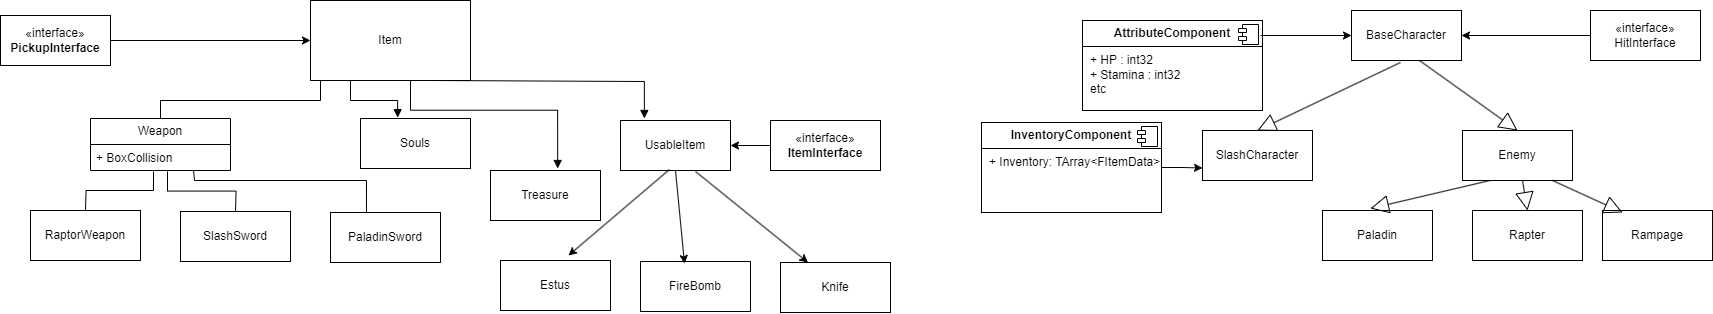 «interface»
PickupInterface
Item
Weapon
+ BoxCollision
Souls
Treasure
UsableItem
«interface»
ItemInterface
RaptorWeapon
SlashSword
PaladinSword
Estus
FireBomb
Knife
AttributeComponent
+ HP : int32
+ Stamina : int32
etc
BaseCharacter
«interface»
HitInterface
InventoryComponent
+ Inventory: TArray<FItemData>
SlashCharacter
Enemy
Paladin
Rapter
Rampage